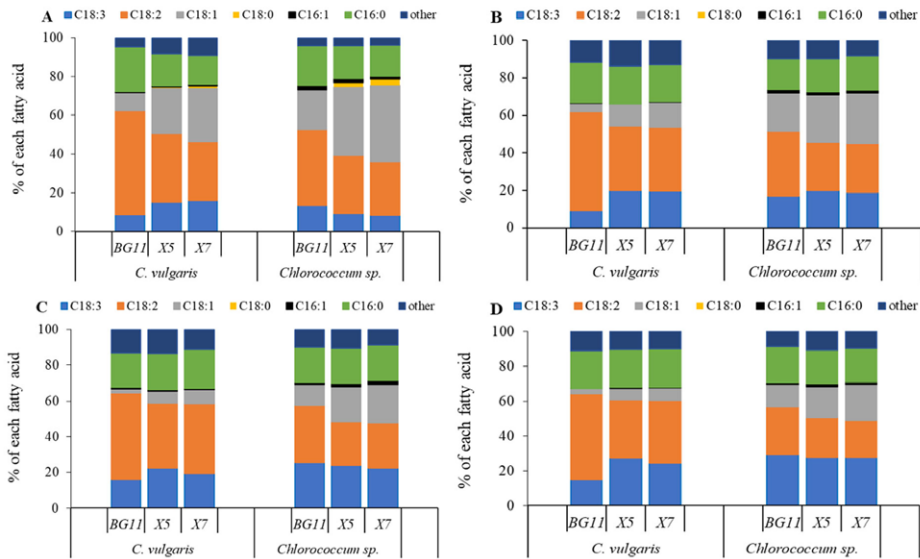 C18:3 C18:2 C18:1 C18:0 C16:1 C16:0 other
A
% of each fatty acid
100
80
60
40
20
0
BG11 X5 X7 BG11 X5 X7
C. vulgaris Chlorococcum sp.
C18:3 C18:2 C18:1 C18:0 C16:1 C16:0 other
B
% of each fatty acid
100
80
60
40
20
0
BG11 X5 X7 BG11 X5 X7
C. vulgaris Chlorococcum sp.
C18:3 C18:2 C18:1 C18:0 C16:1 C16:0 other
C
% of each fatty acid
100
80
60
40
20
0
BG11 X5 X7 BG11 X5 X7
C. vulgaris Chlorococcum sp.
C18:3 C18:2 C18:1 C18:0 C16:1 C16:0 other
D
% of each fatty acid
100
80
60
40
20
0
BG11 X5 X7 BG11 X5 X7
C. vulgaris Chlorococcum sp.